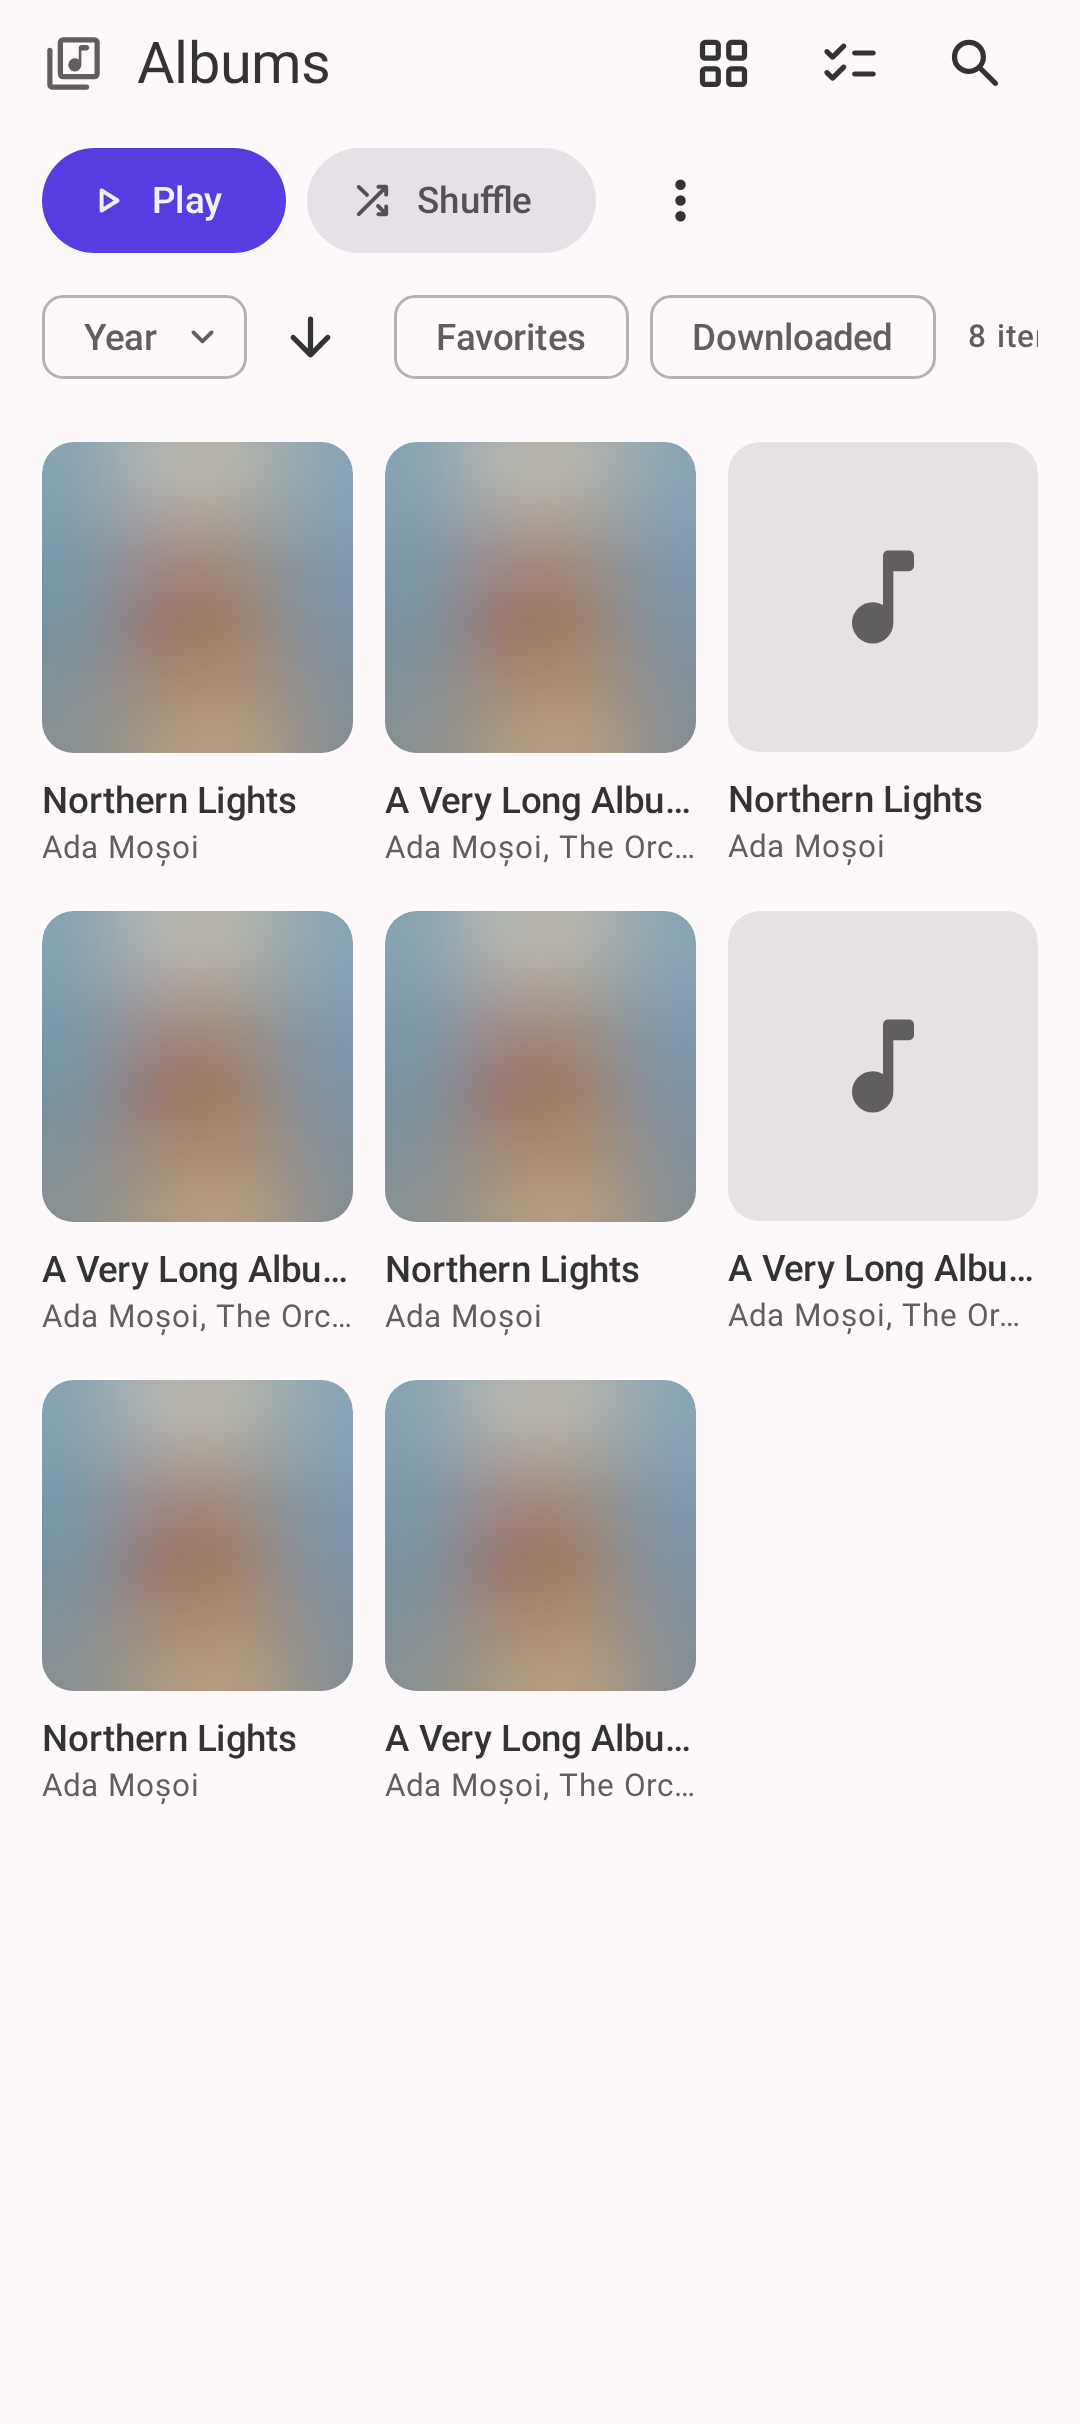 Albums
Play
Shuffle
Year
Favorites
Downloaded
8 iter
Northern Lights
Ada Moșoi
A Very Long Albu…
Ada Moșoi, The Orc…
Northern Lights
Ada Moșoi
A Very Long Albu…
Ada Moșoi, The Orc…
Northern Lights
Ada Moșoi
A Very Long Albu…
Ada Moșoi, The Or…
Northern Lights
Ada Moșoi
A Very Long Albu…
Ada Moșoi, The Orc…